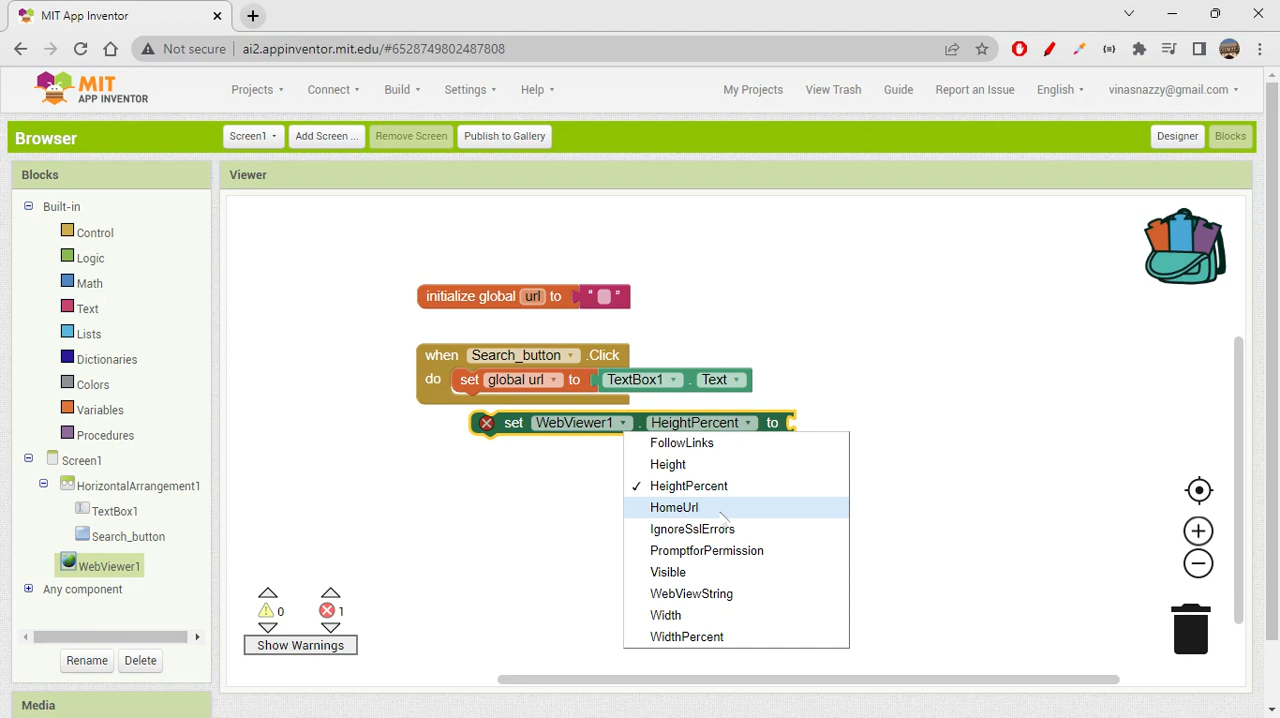 MIT App Inventor
Not secure
ai2.appinventor.mit.edu/#6528749802487808
MIT
APP INVENTOR
Projects
Connect
Build
Settings
Help
My Projects
View Trash
Guide
Report an Issue
English
vinasnazzy@gmail.com
Browser
Screen1
Add Screen ...
Remove Screen
Publish to Gallery
Designer
Blocks
Blocks
Viewer
Built-in
Control
Logic
Math
Text
Lists
Dictionaries
Colors
Variables
Procedures
Screen1
HorizontalArrangement1
TextBox1
Search_button
WebViewer1
Any component
Rename
Delete
Media
initialize global url to " "
when Search_button .Click
do set global url to TextBox1 . Text
set WebViewer1 . HeightPercent to
FollowLinks
Height
✓ HeightPercent
HomeUrl
IgnoreSslErrors
PromptforPermission
Visible
WebViewString
Width
WidthPercent
0
1
Show Warnings